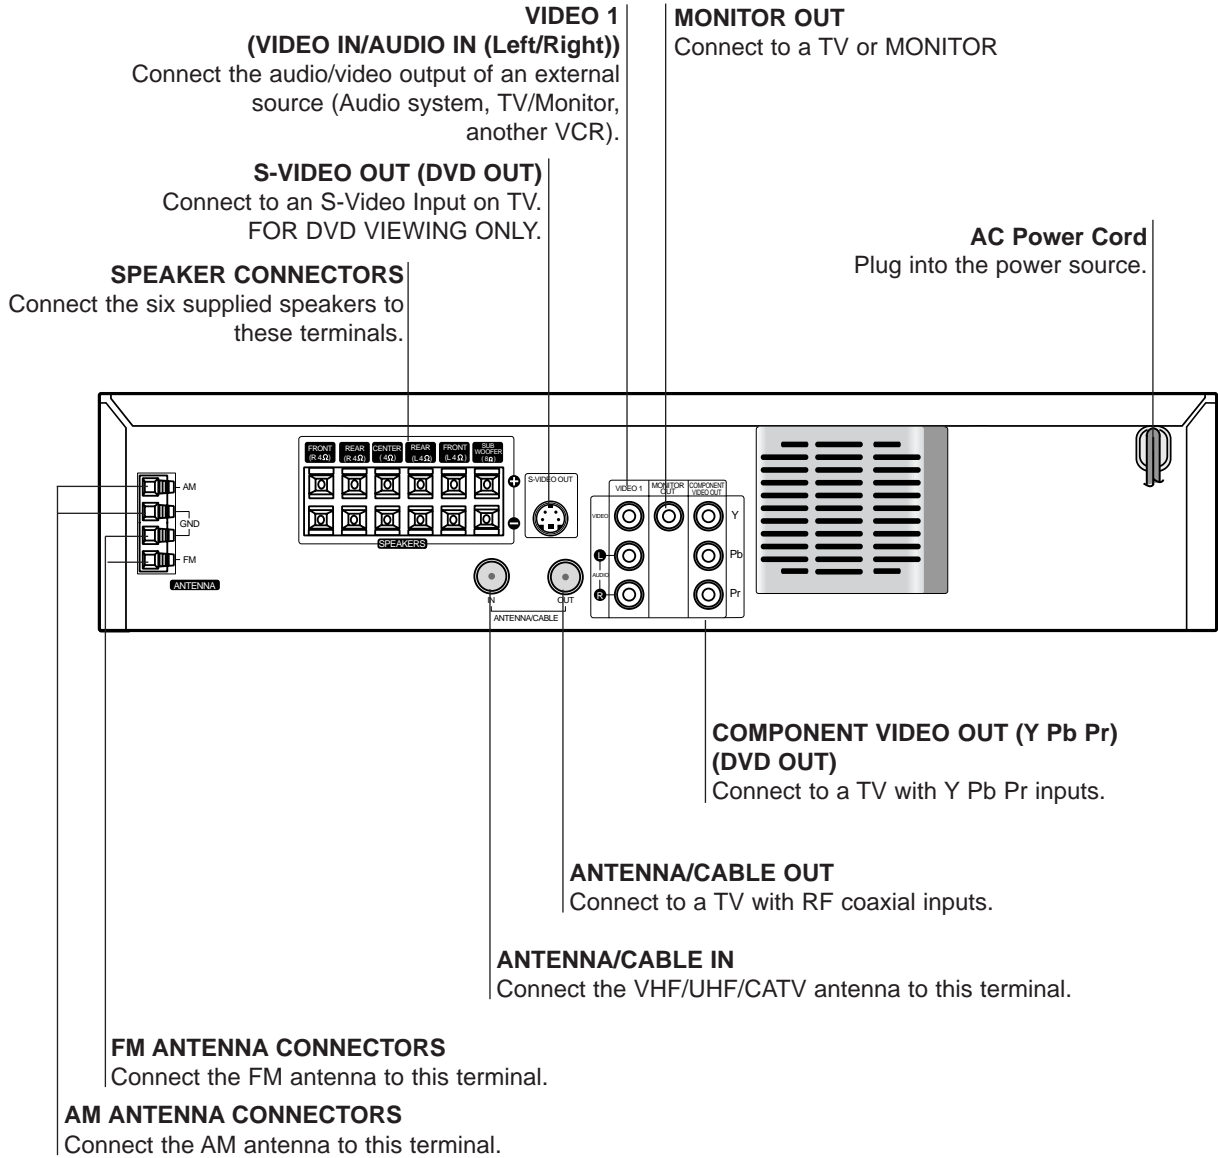 VIDEO 1
(VIDEO IN/AUDIO IN (Left/Right))
Connect the audio/video output of an external
source (Audio system, TV/Monitor,
another VCR).
MONITOR OUT
Connect to a TV or MONITOR
S-VIDEO OUT (DVD OUT)
Connect to an S-Video Input on TV.
FOR DVD VIEWING ONLY.
AC Power Cord
Plug into the power source.
SPEAKER CONNECTORS
Connect the six supplied speakers to
these terminals.
FRONT
(R 4Ω)
REAR
(R 4Ω)
CENTER
( 4Ω)
REAR
(L 4Ω)
FRONT
(L 4Ω)
SUB
WOOFER
( 8Ω)
SPEAKERS
S-VIDEO OUT
VIDEO 1
MONITOR
OUT
COMPONENT
VIDEO OUT
VIDEO
L
AUDIO
R
Y
Pb
Pr
AM
GND
FM
ANTENNA
IN
OUT
ANTENNA/CABLE
COMPONENT VIDEO OUT (Y Pb Pr)
(DVD OUT)
Connect to a TV with Y Pb Pr inputs.
ANTENNA/CABLE OUT
Connect to a TV with RF coaxial inputs.
ANTENNA/CABLE IN
Connect the VHF/UHF/CATV antenna to this terminal.
FM ANTENNA CONNECTORS
Connect the FM antenna to this terminal.
AM ANTENNA CONNECTORS
Connect the AM antenna to this terminal.